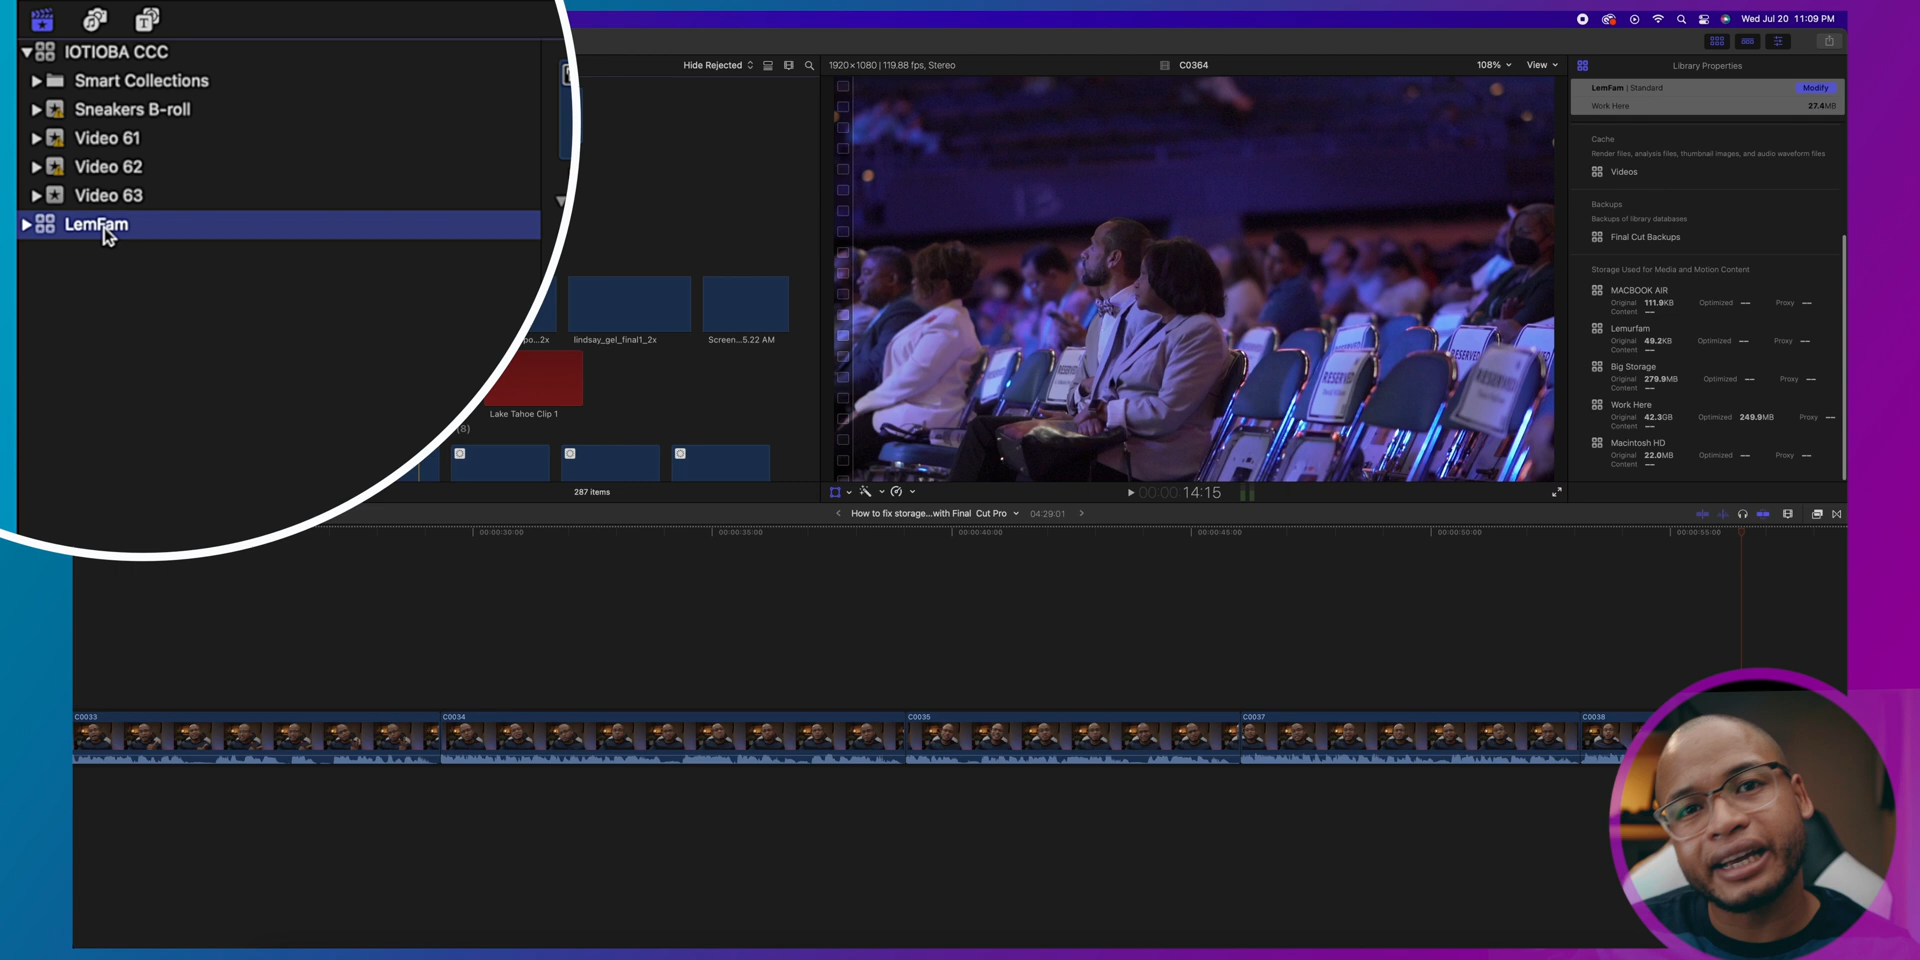 Wed Jul 20 11:09 PM
IOTIOBA CCC
Smart Collections
Sneakers B-roll
Video 61
Video 62
Video 63
LemFam
Hide Rejected
1920×1080 | 119.88 fps, Stereo
C0364
108%
View
Library Properties
LemFam | Standard
Modify
Work Here
27.4MB
Cache
Render files, analysis files, thumbnail images, and audio waveform files
Videos
Backups
Backups of library databases
Final Cut Backups
Storage Used for Media and Motion Content
MACBOOK AIR
Original 111.9KB Optimized -- Proxy --
Content --
Lemurfam
Original 49.2KB Optimized -- Proxy --
Content --
Big Storage
Original 279.9MB Optimized -- Proxy --
Content --
Work Here
Original 42.3GB Optimized 249.9MB Proxy --
Content --
Macintosh HD
Original 22.0MB Optimized -- Proxy --
Content --
po...2x
lindsay_gel_final1_2x
Screen...5.22 AM
Lake Tahoe Clip 1
(8)
287 items
13
RESERVED
RESERVED
RESERVED
RESERVED
00:00:14:15
How to fix storage...with Final Cut Pro
04:29:01
00:00:30:00
00:00:35:00
00:00:40:00
00:00:45:00
00:00:50:00
00:00:55:00
C0033
C0034
C0035
C0037
C0038